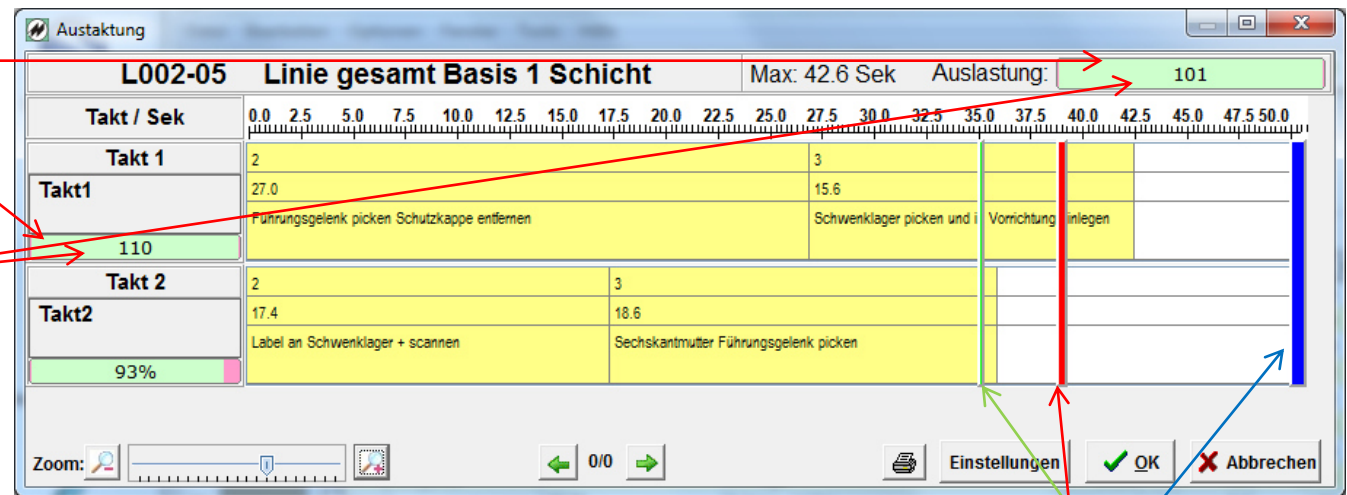 Austaktung
L002-05 Linie gesamt Basis 1 Schicht Max: 42.6 Sek Auslastung: 101
Takt / Sek 0.0 2.5 5.0 7.5 10.0 12.5 15.0 17.5 20.0 22.5 25.0 27.5 30.0 32.5 35.0 37.5 40.0 42.5 45.0 47.5 50.0
Takt 1 2 3
Takt1 27.0 15.6
Führungsgelenk picken Schutzkappe entfernen Schwenklager picken und i Vorrichtung inlegen
110
Takt 2 2 3
Takt2 17.4 18.6
Label an Schwenklager + scannen Sechskantmutter Führungsgelenk picken
93%
Zoom: 0/0 Einstellungen OK Abbrechen